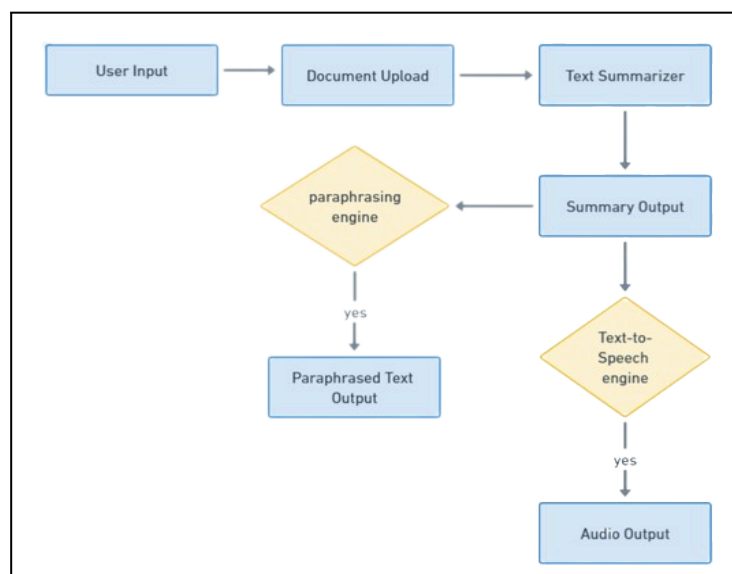 User Input
Document Upload
Text Summarizer
paraphrasing
engine
Summary Output
yes
Text-to-
Speech
engine
Paraphrased Text
Output
yes
Audio Output